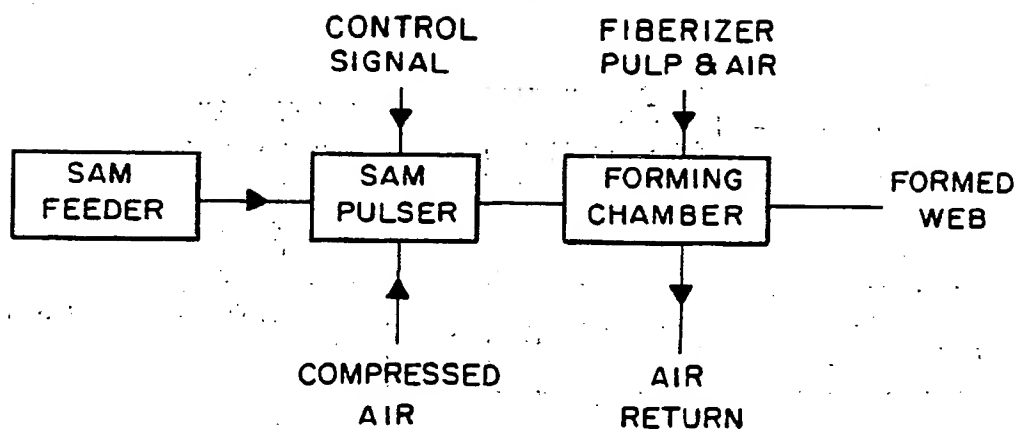 CONTROL
SIGNAL
FIBERIZER
PULP & AIR
SAM
FEEDER
SAM
PULSER
FORMING
CHAMBER
FORMED
WEB
COMPRESSED
AIR
AIR
RETURN